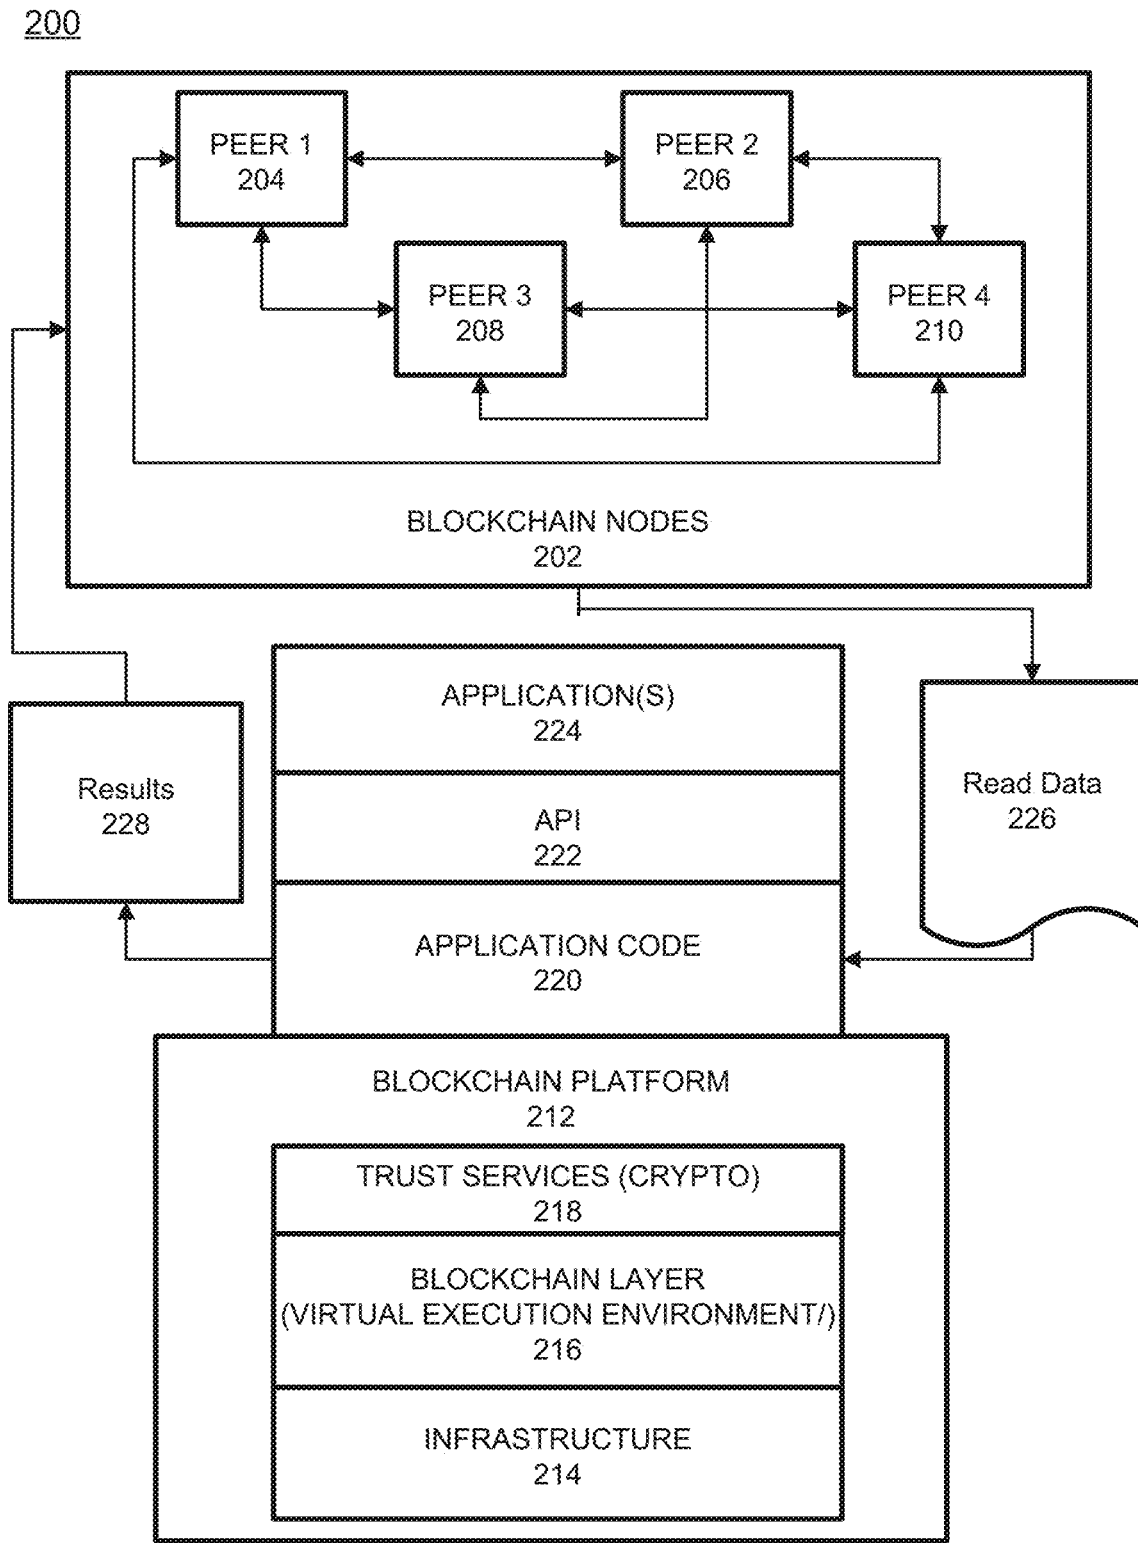 200
PEER 1
204
PEER 2
206
PEER 3
208
PEER 4
210
BLOCKCHAIN NODES
202
APPLICATION(S)
224
Results
228
API
222
Read Data
226
APPLICATION CODE
220
BLOCKCHAIN PLATFORM
212
TRUST SERVICES (CRYPTO)
218
BLOCKCHAIN LAYER
(VIRTUAL EXECUTION ENVIRONMENT/)
216
INFRASTRUCTURE
214